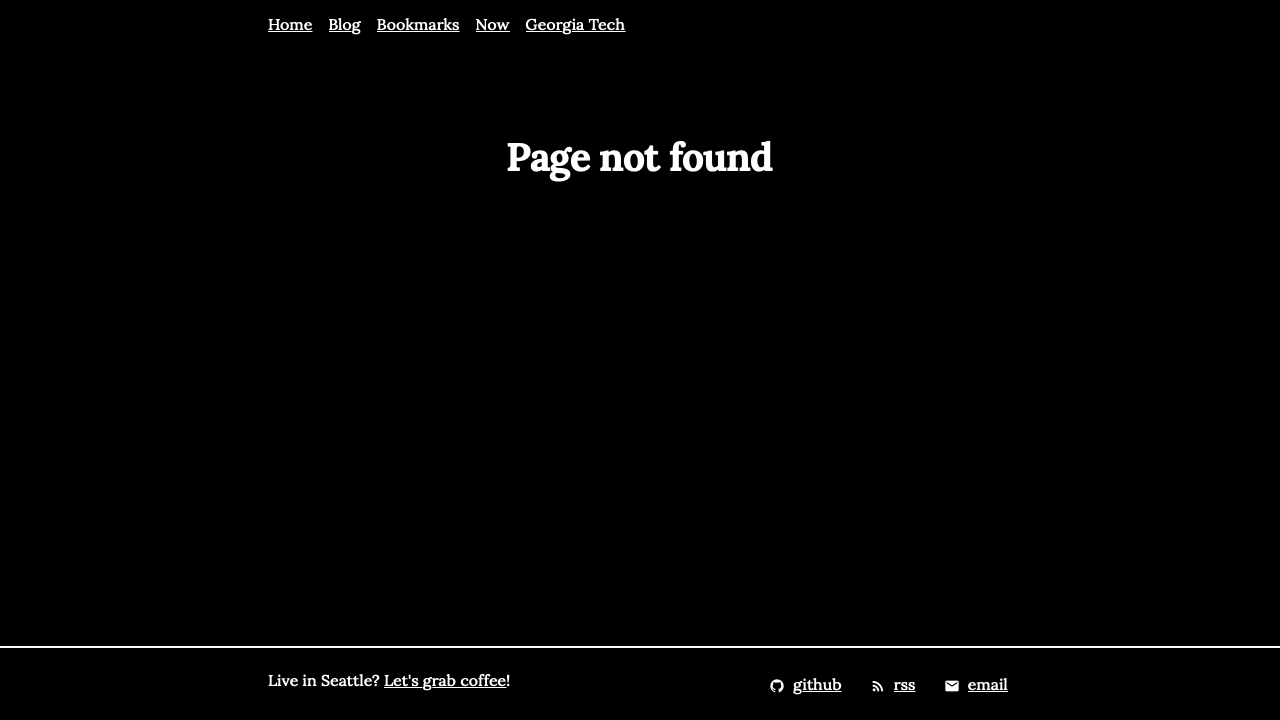 Home Blog Bookmarks Now Georgia Tech
Page not found
Live in Seattle? Let's grab coffee!
github rss email